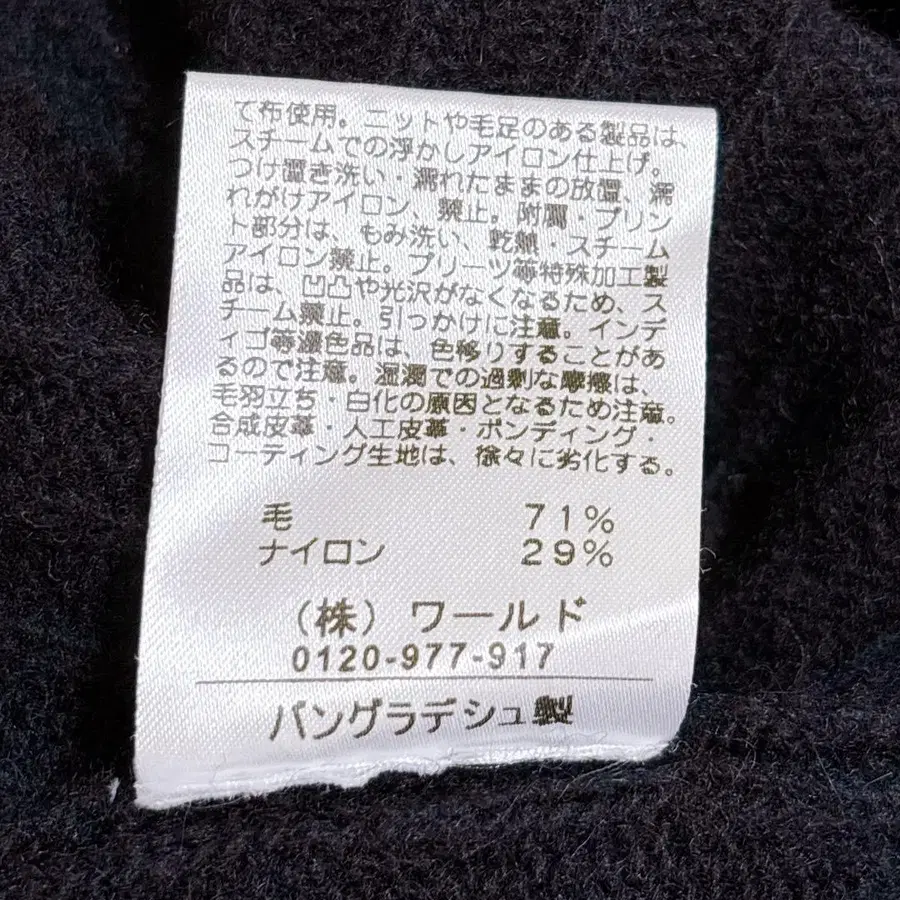 て布使用。ニットや毛足のある製品は、
スチームでの浮かしアイロン仕上げ。
つけ置き洗い・濡れたままの放置、濡
れがけアイロン、禁止。附属・プリン
ト部分は、もみ洗い、乾燥・スチーム
アイロン禁止。プリーツ等特殊加工製
品は、凹凸や光沢がなくなるため、ス
チーム禁止。引っかけに注意。インデ
ィゴ等濃色品は、色移りすることがあ
るので注意。湿潤での過剰な摩擦は、
毛羽立ち・白化の原因となるため注意。
合成皮革・人工皮革・ボンディング・
コーティング生地は、徐々に劣化する。
毛 71%
ナイロン 29%
(株) ワールド
0120-977-917
バングラデシュ製